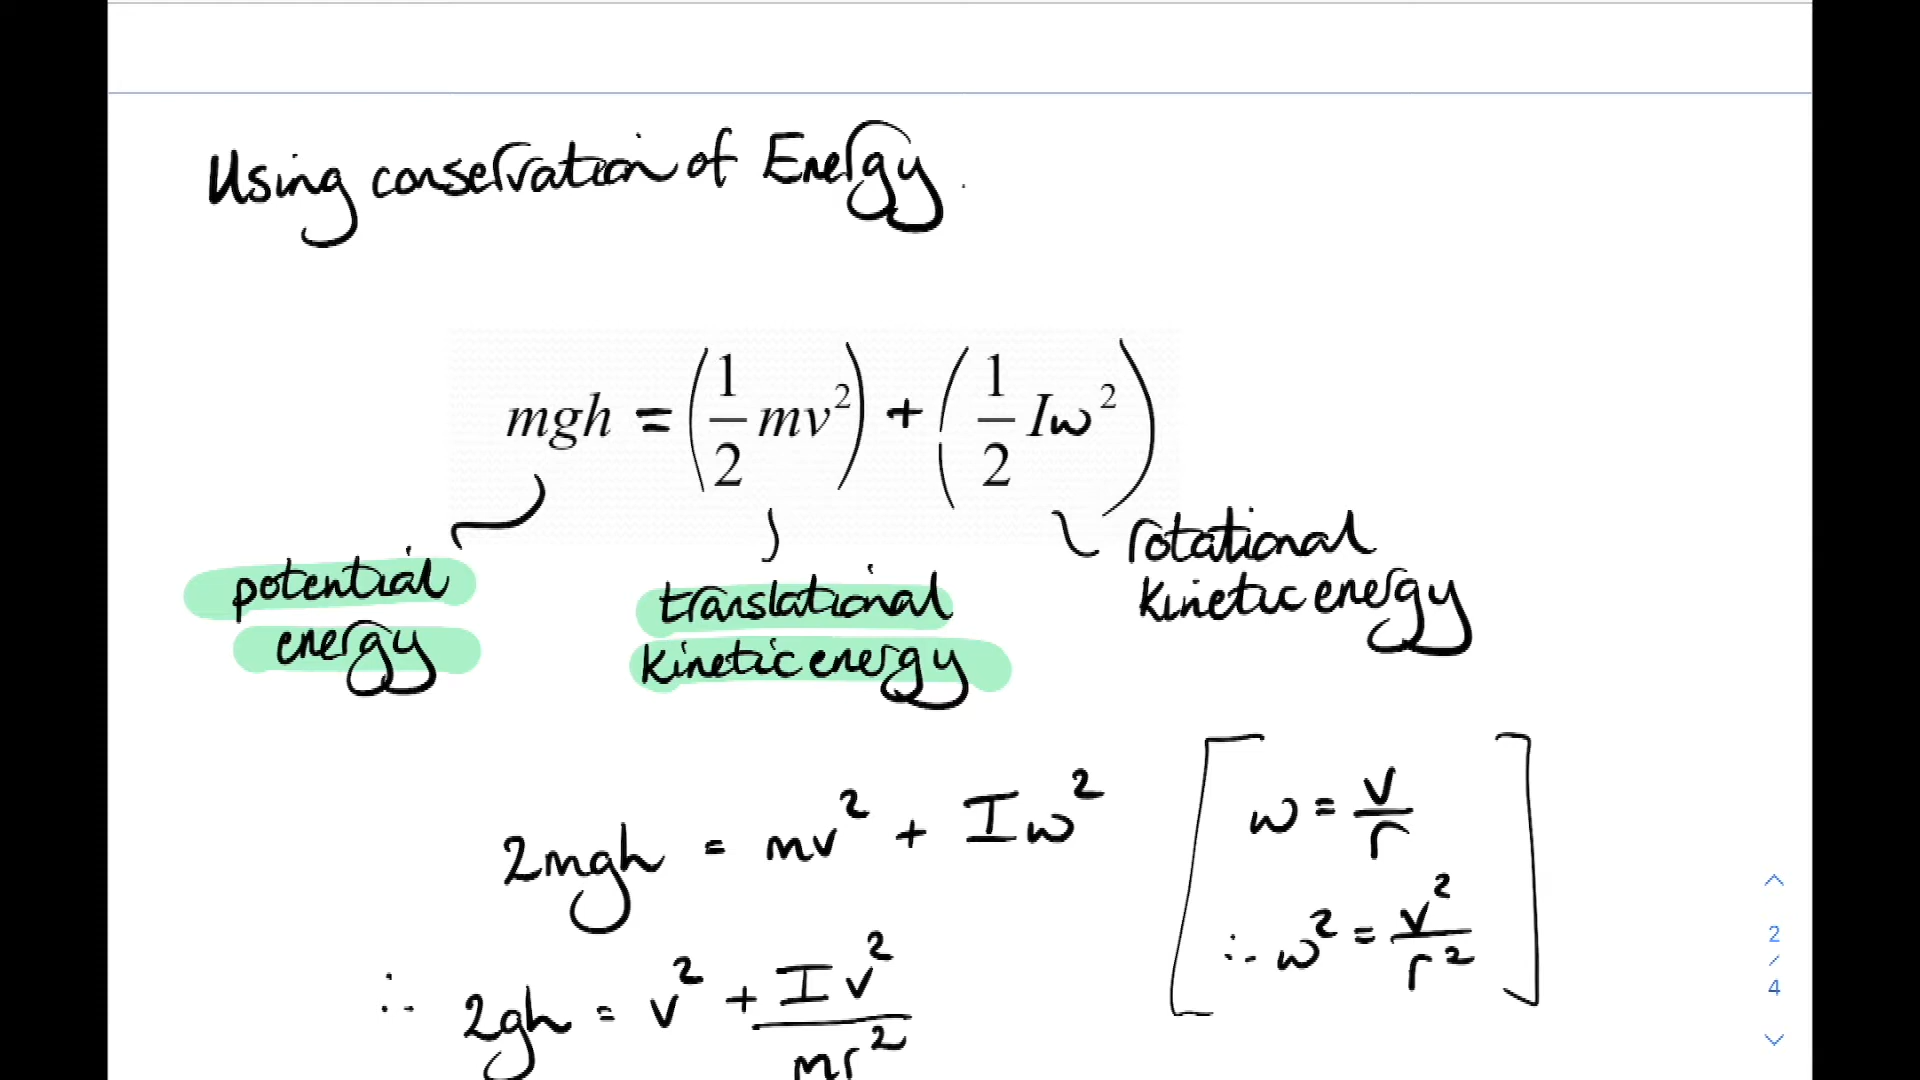 Using conservation of Energy.
mgh = (1/2 mv²) + (1/2 Iω²)
potential energy
translational kinetic energy
rotational kinetic energy
2mgh = mv² + Iω²
[ω = v/r
∴ ω² = v²/r²]
∴ 2gh = v² + Iv²/mr²
2/4